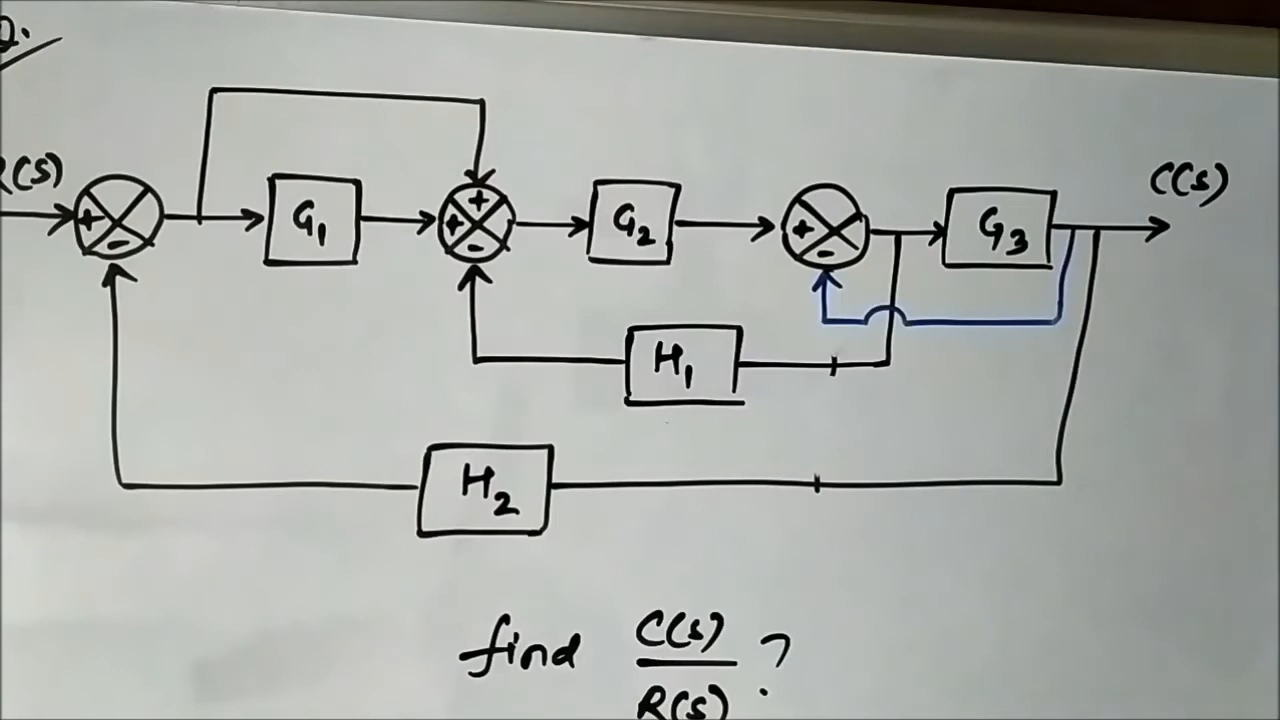 Q.
R(S)
C(s)
+ - G1 + + - G2 + - G3
H1
H2
find C(s)/R(S) ?